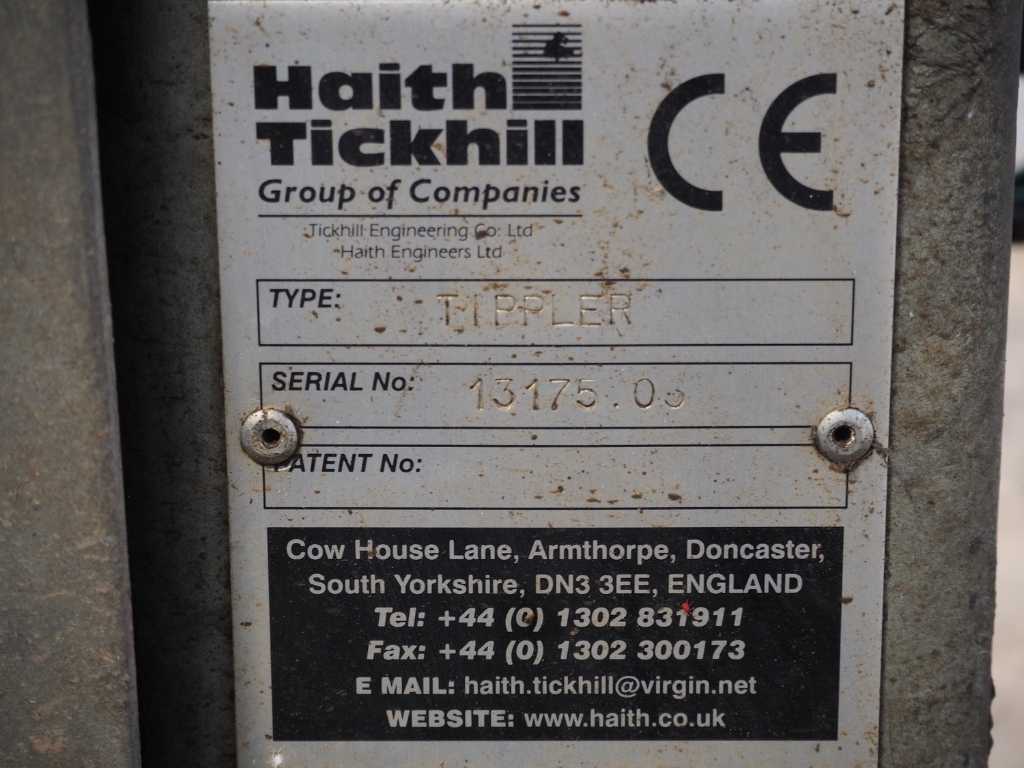 Haith
Tickhill
Group of Companies
Tickhill Engineering Co. Ltd
Haith Engineers Ltd
CE
TYPE: TIPPLER
SERIAL No: 13175.03
PATENT No:
Cow House Lane, Armthorpe, Doncaster,
South Yorkshire, DN3 3EE, ENGLAND
Tel: +44 (0) 1302 831911
Fax: +44 (0) 1302 300173
E MAIL: haith.tickhill@virgin.net
WEBSITE: www.haith.co.uk